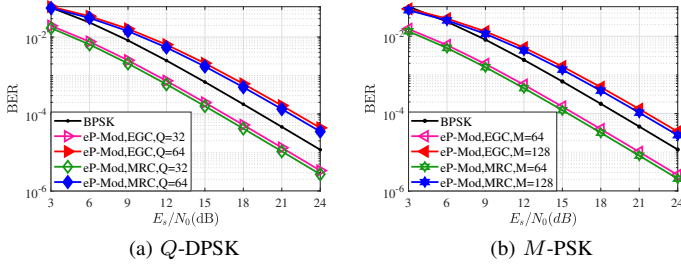 10^-2
10^-4
10^-6
BER
BPSK
eP-Mod,EGC,Q=32
eP-Mod,EGC,Q=64
eP-Mod,MRC,Q=32
eP-Mod,MRC,Q=64
3 6 9 12 15 18 21 24
E_s/N_0(dB)
(a) Q-DPSK
10^-2
10^-4
10^-6
BER
BPSK
eP-Mod,EGC,M=64
eP-Mod,EGC,M=128
eP-Mod,MRC,M=64
eP-Mod,MRC,M=128
3 6 9 12 15 18 21 24
E_s/N_0(dB)
(b) M-PSK